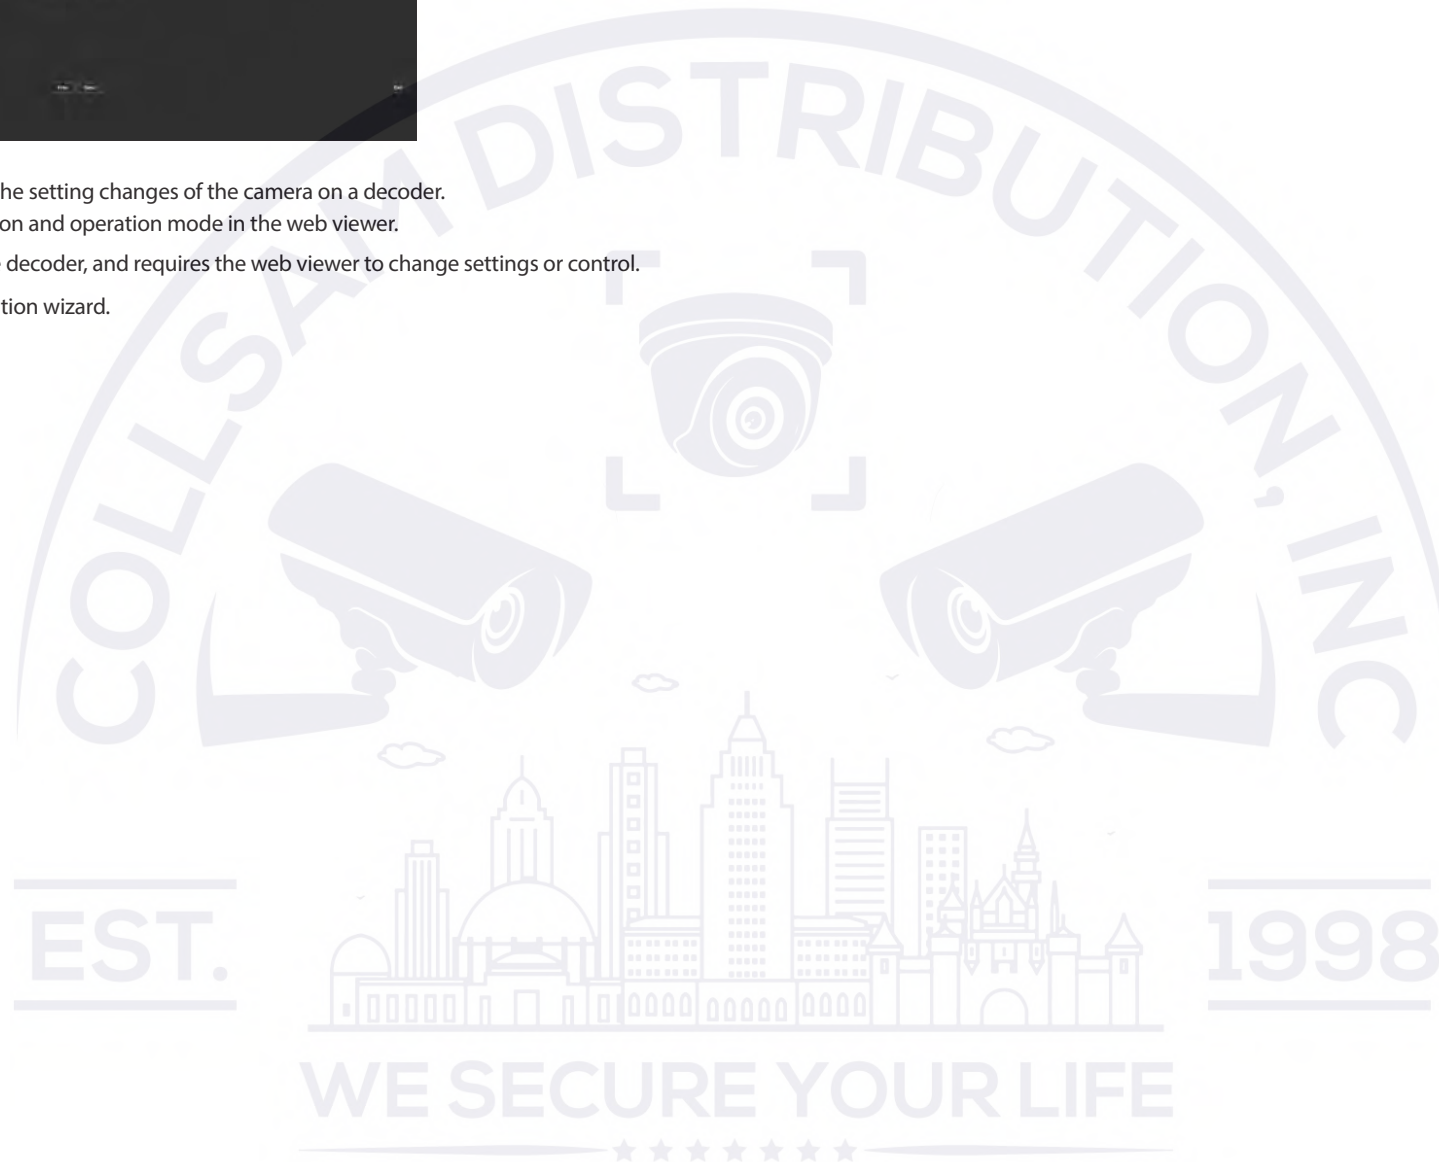 he setting changes of the camera on a decoder.
on and operation mode in the web viewer.
decoder, and requires the web viewer to change settings or control.
tion wizard.
COLLSAM DISTRIBUTION, INC
EST.
1998
WE SECURE YOUR LIFE